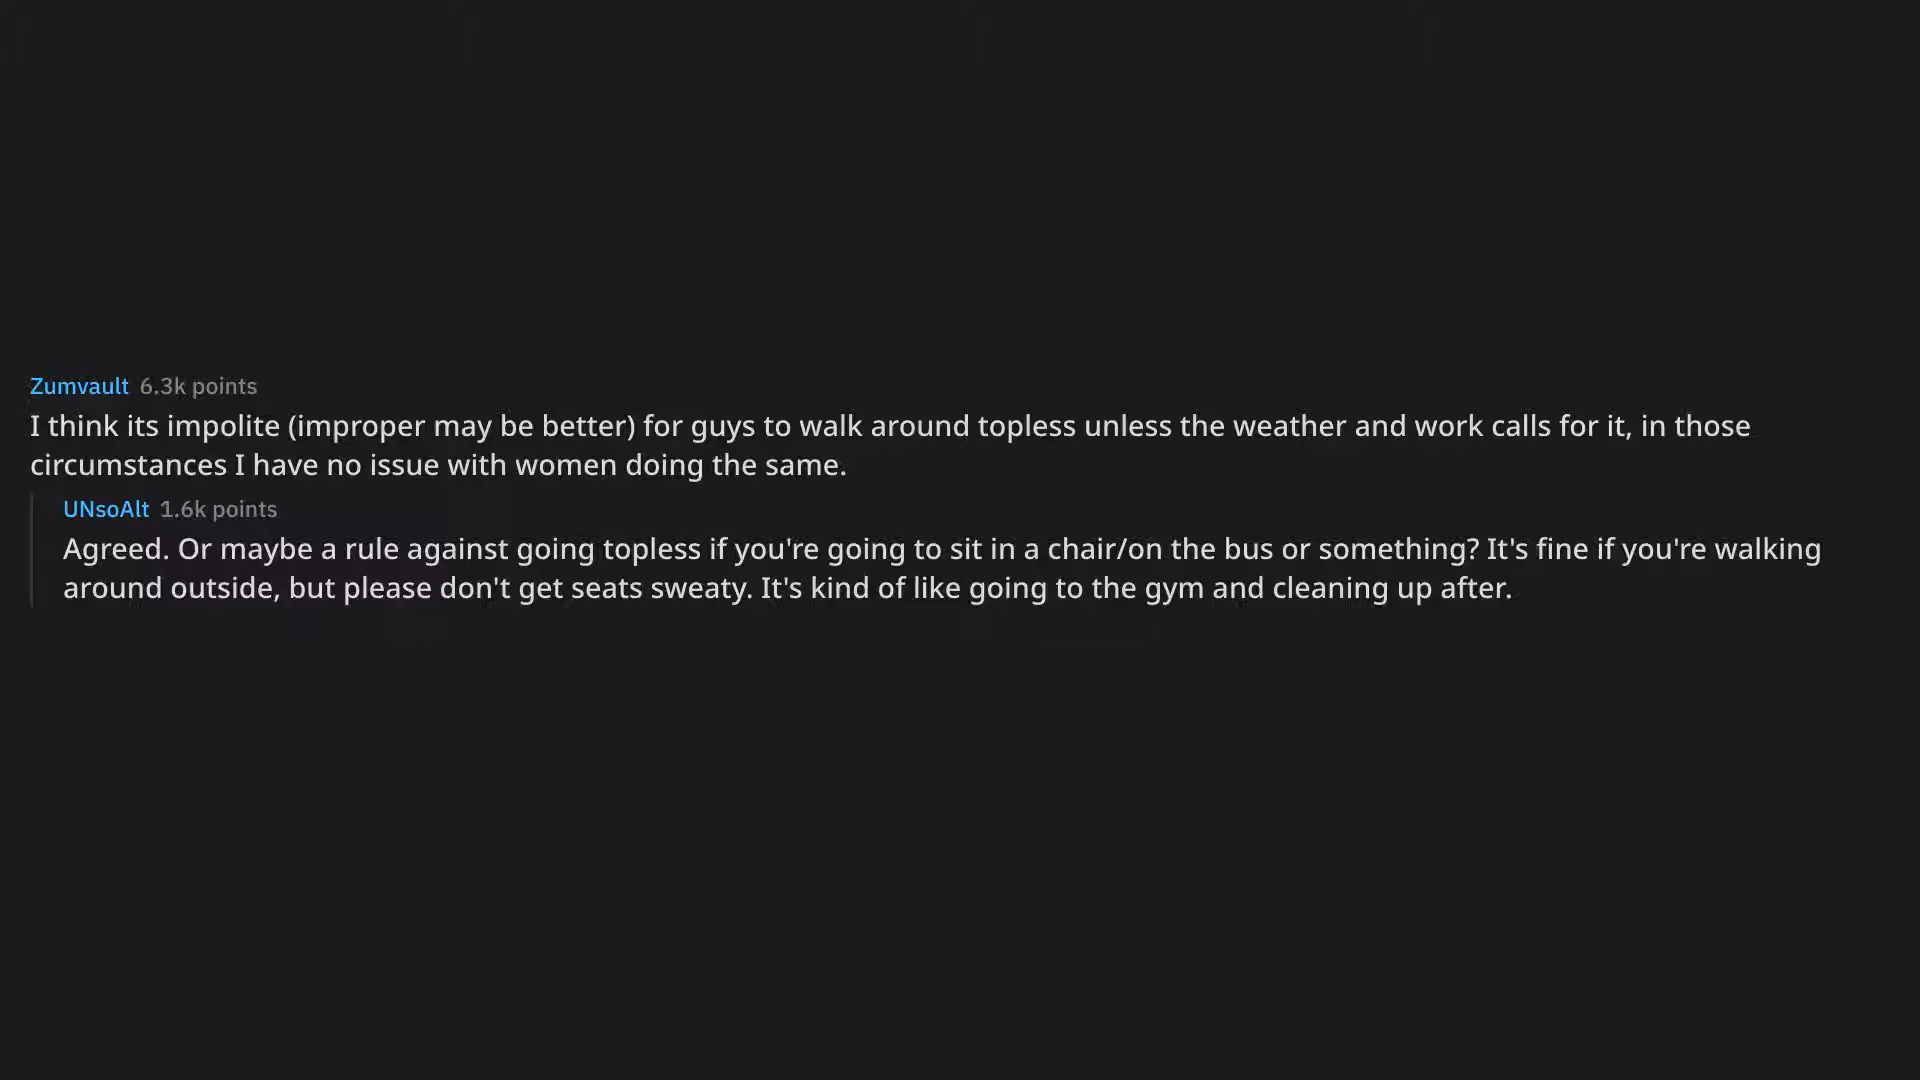 Zumvault 6.3k points
I think its impolite (improper may be better) for guys to walk around topless unless the weather and work calls for it, in those
circumstances I have no issue with women doing the same.
UNsoAlt 1.6k points
Agreed. Or maybe a rule against going topless if you're going to sit in a chair/on the bus or something? It's fine if you're walking
around outside, but please don't get seats sweaty. It's kind of like going to the gym and cleaning up after.